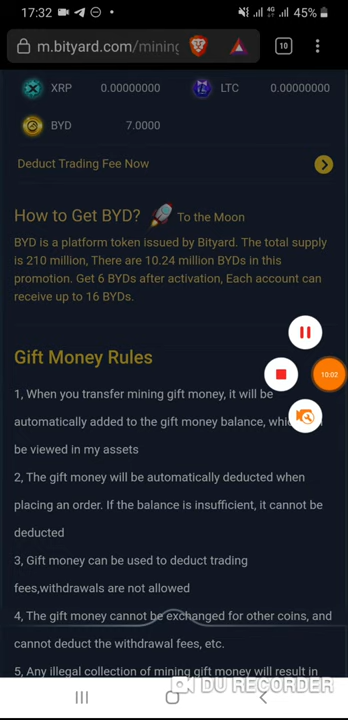 17:32 45%
m.bityard.com/mining 10
XRP 0.00000000 LTC 0.00000000
BYD 7.0000
Deduct Trading Fee Now
How to Get BYD? To the Moon
BYD is a platform token issued by Bityard. The total supply
is 210 million, There are 10.24 million BYDs in this
promotion. Get 6 BYDs after activation, Each account can
receive up to 16 BYDs.
Gift Money Rules
10:02
1, When you transfer mining gift money, it will be
automatically added to the gift money balance,
be viewed in my assets
2, The gift money will be automatically deducted when
placing an order. If the balance is insufficient, it cannot be
deducted
3, Gift money can be used to deduct trading
fees,withdrawals are not allowed
4, The gift money cannot be exchanged for other coins, and
cannot deduct the withdrawal fees, etc.
5, Any illegal collection of mining gift money will result in
DU RECORDER